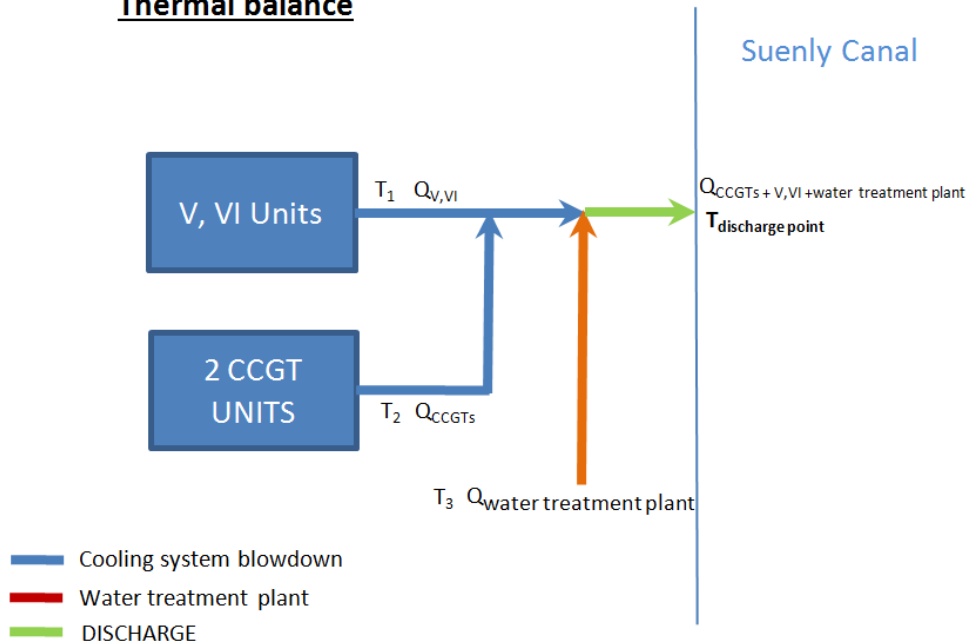 Thermal balance
Suenly Canal
V, VI Units
T1 QV,VI
QCCGTs + V,VI +water treatment plant
Tdischarge point
2 CCGT
UNITS
T2 QCCGTs
T3 Qwater treatment plant
Cooling system blowdown
Water treatment plant
DISCHARGE